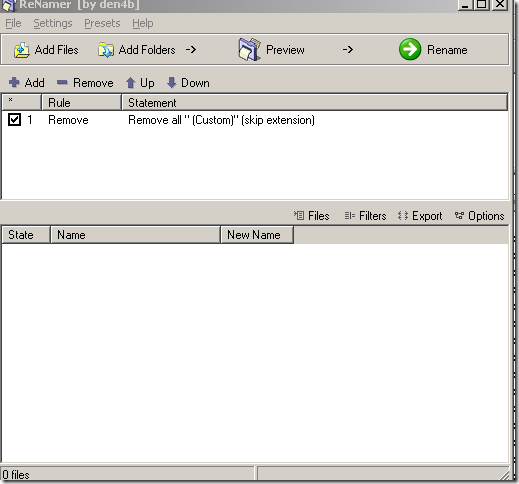 ReNamer [by den4b]
File Settings Presets Help
Add Files Add Folders -> Preview -> Rename
Add Remove Up Down
* Rule Statement
1 Remove Remove all " (Custom)" (skip extension)
Files Filters Export Options
State Name New Name
0 files